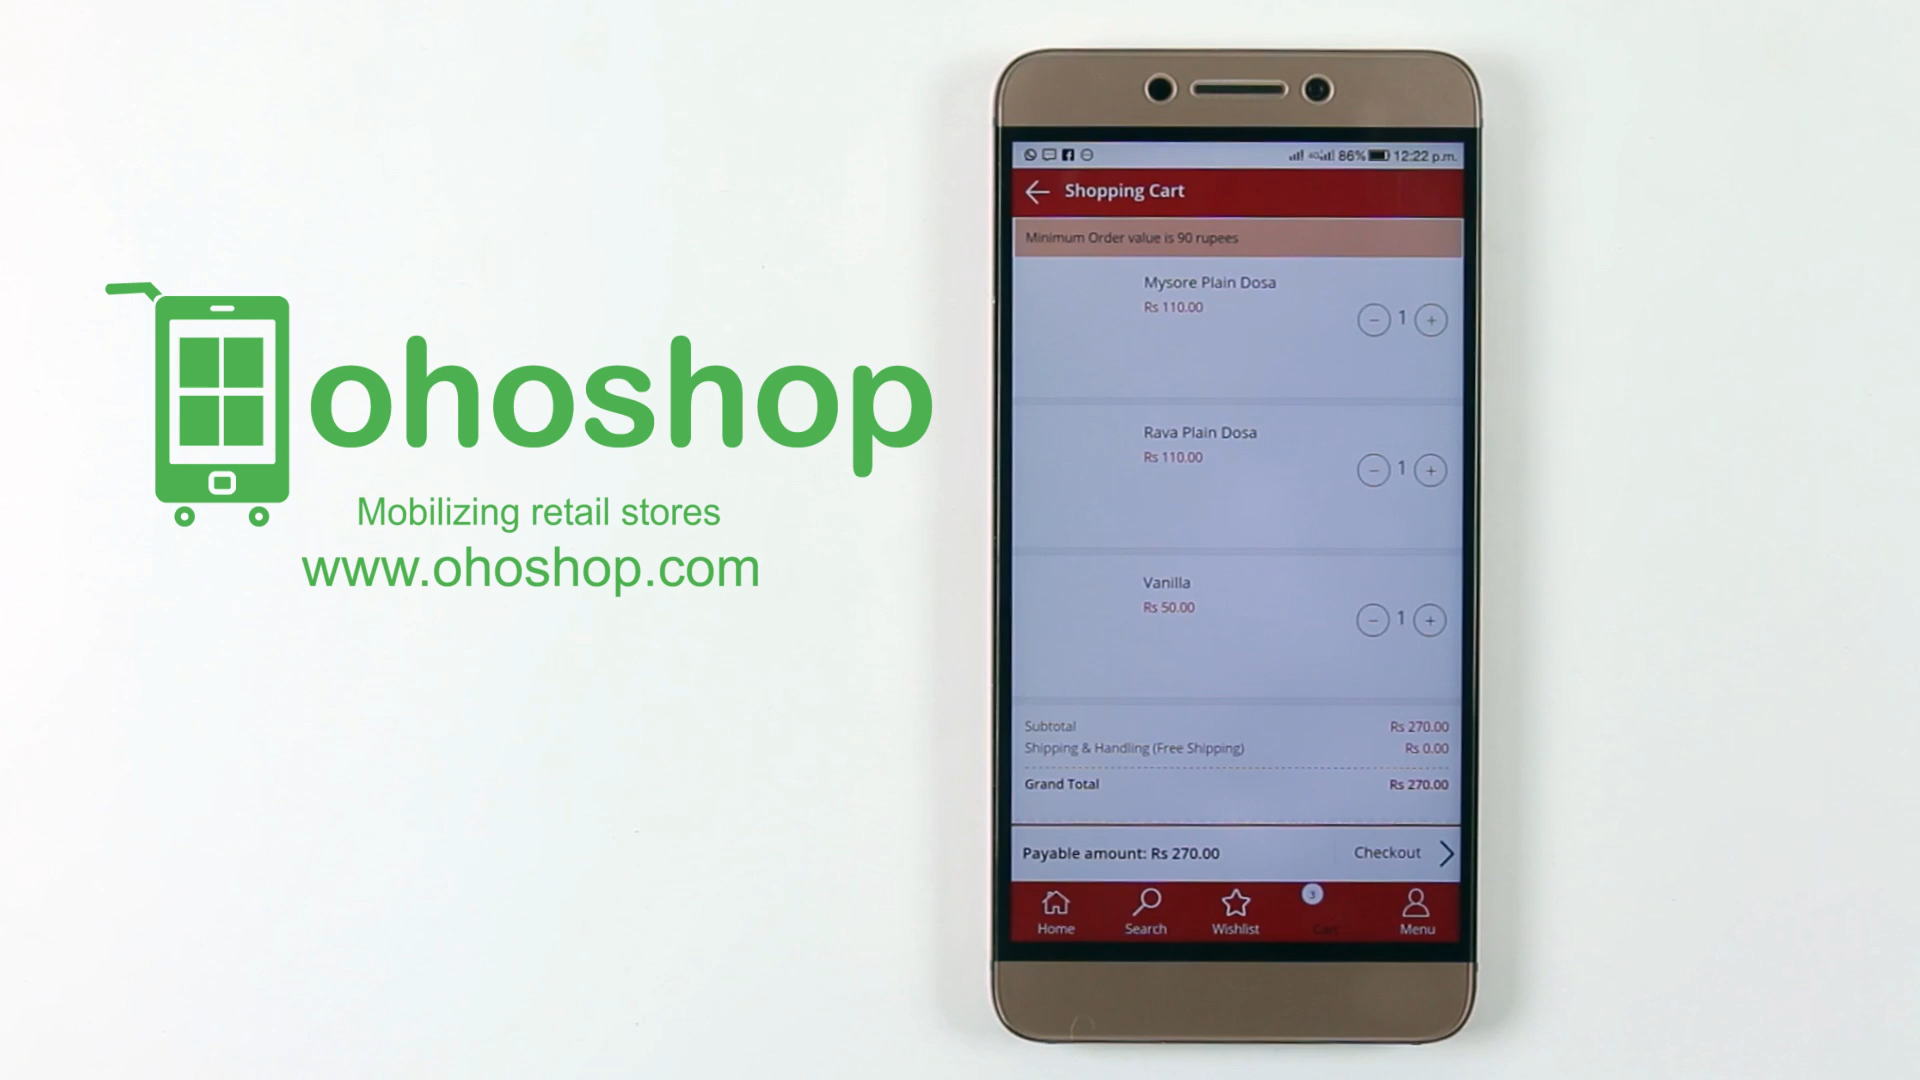 ohoshop
Mobilizing retail stores
www.ohoshop.com
86% 12:22 p.m.
Shopping Cart
Minimum Order value is 90 rupees
Mysore Plain Dosa
Rs 110.00
− 1 +
Rava Plain Dosa
Rs 110.00
− 1 +
Vanilla
Rs 50.00
− 1 +
Subtotal Rs 270.00
Shipping & Handling (Free Shipping) Rs 0.00
Grand Total Rs 270.00
Payable amount: Rs 270.00 Checkout
3
Home Search Wishlist Cart Menu